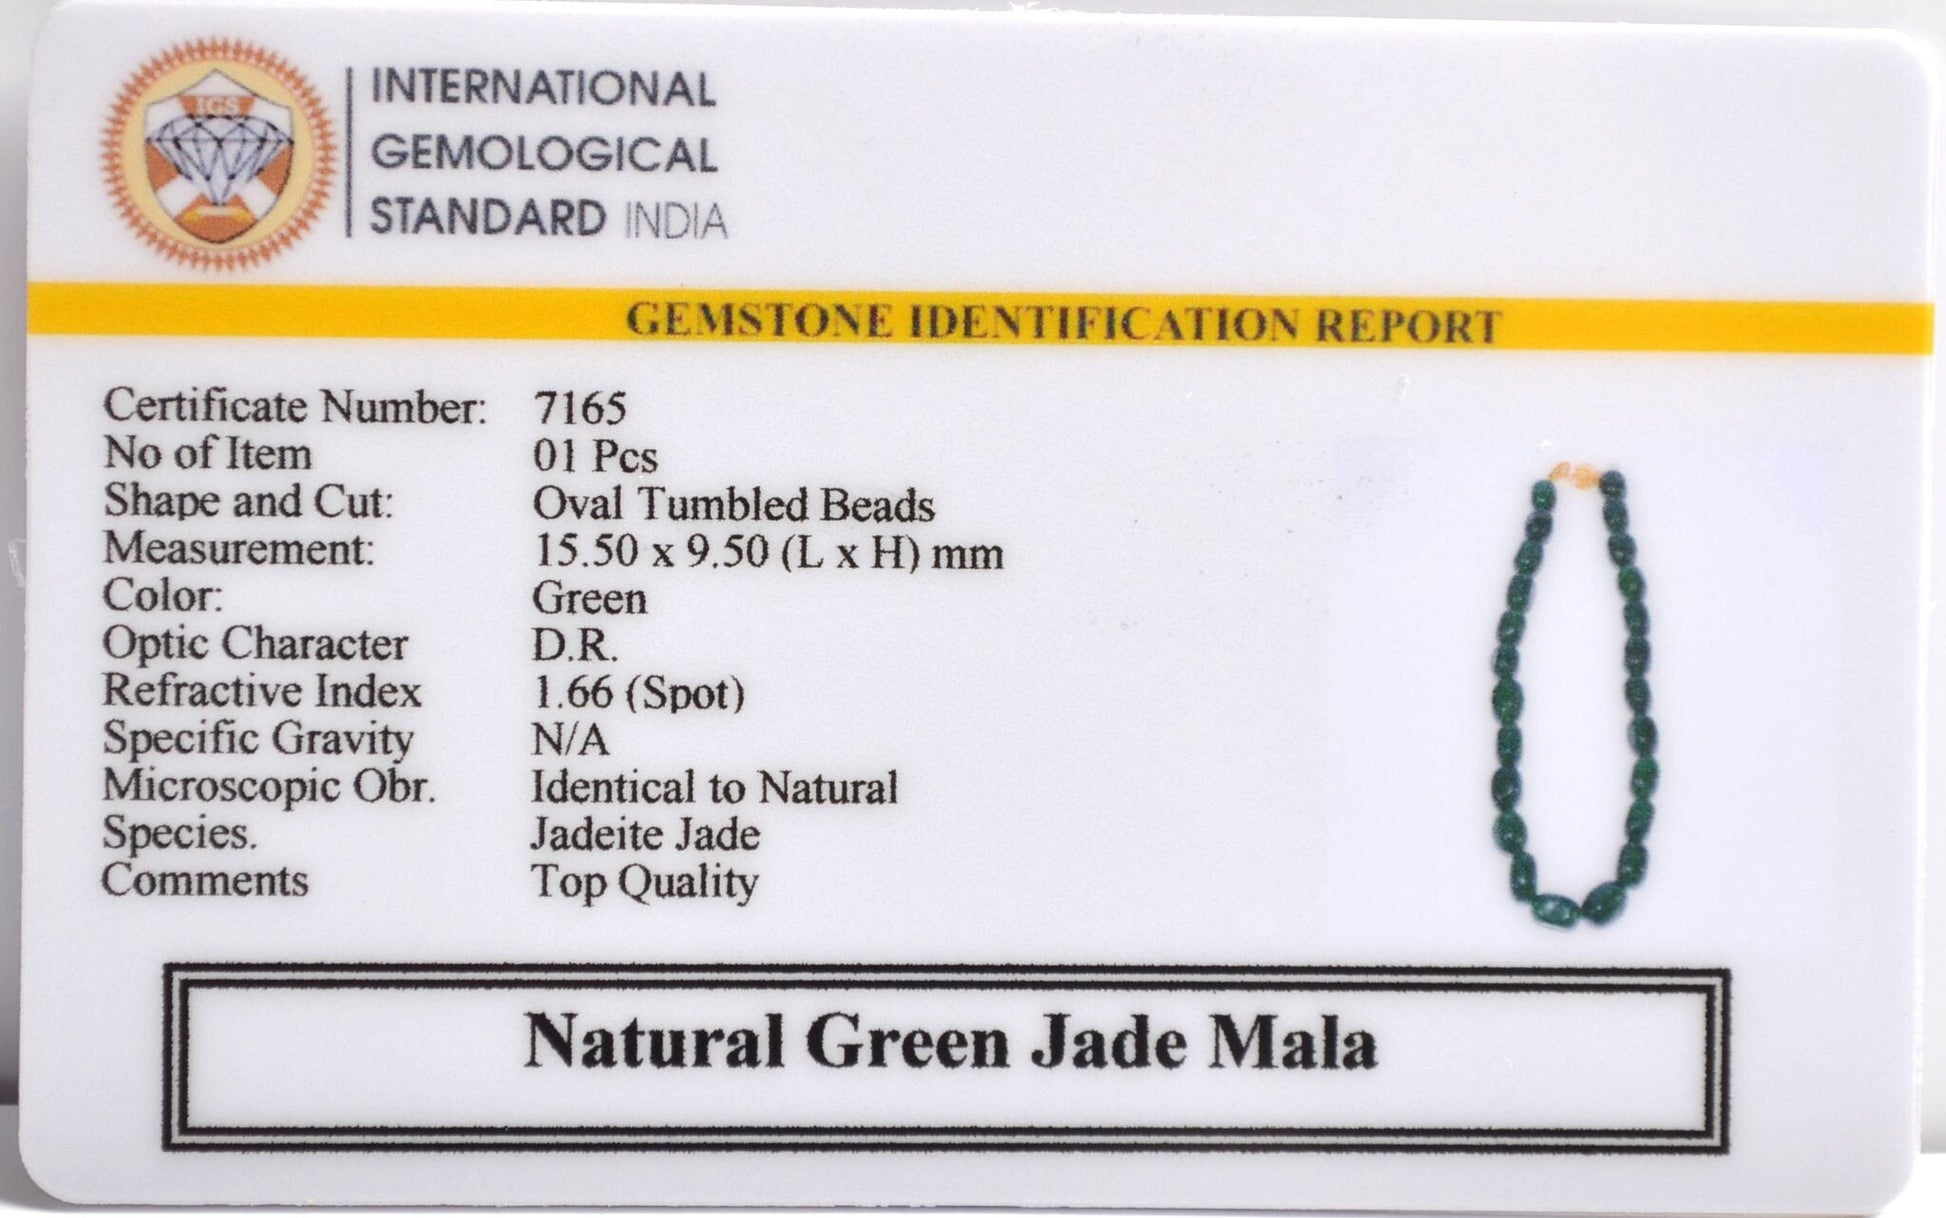 IGS
INTERNATIONAL
GEMOLOGICAL
STANDARD INDIA
GEMSTONE IDENTIFICATION REPORT
Certificate Number: 7165
No of Item 01 Pcs
Shape and Cut: Oval Tumbled Beads
Measurement: 15.50 x 9.50 (L x H) mm
Color: Green
Optic Character D.R.
Refractive Index 1.66 (Spot)
Specific Gravity N/A
Microscopic Obr. Identical to Natural
Species. Jadeite Jade
Comments Top Quality
Natural Green Jade Mala